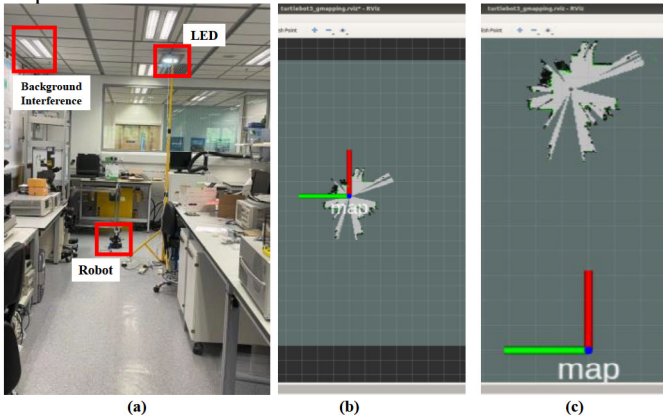 LED
Background
Interference
Robot
turtlebot3_gmapping.rviz* - RViz
map
turtlebot3_gmapping.rviz - RViz
map
(a)
(b)
(c)